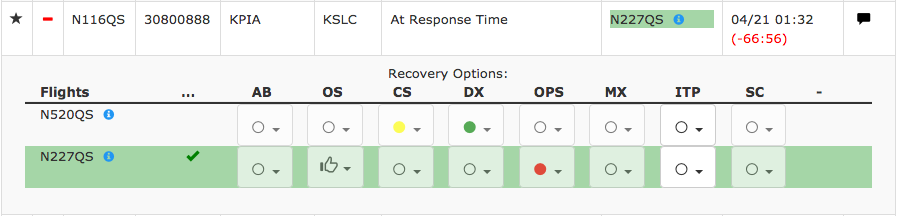 N116QS 30800888 KPIA KSLC At Response Time N227QS 04/21 01:32
(-66:56)
Recovery Options:
Flights ... AB OS CS DX OPS MX ITP SC -
N520QS
N227QS